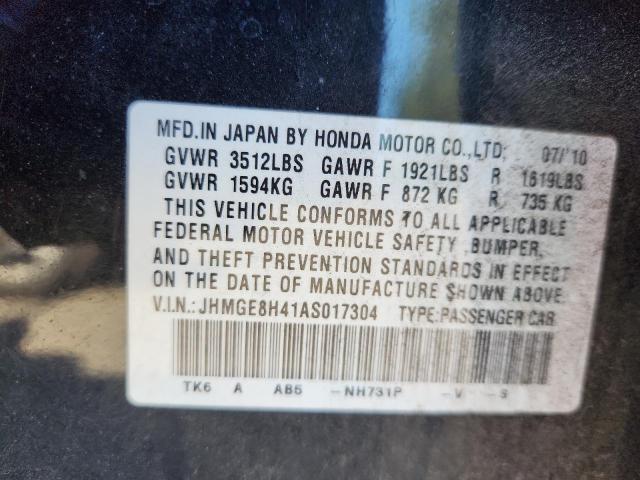 MFD.IN JAPAN BY HONDA MOTOR CO.,LTD; 07/'10
GVWR 3512LBS GAWR F 1921LBS R 1619LBS
GVWR 1594KG GAWR F 872 KG R 735 KG
THIS VEHICLE CONFORMS TO ALL APPLICABLE
FEDERAL MOTOR VEHICLE SAFETY ,BUMPER,
AND THEFT PREVENTION STANDARDS IN EFFECT
ON THE DATE OF MANUFACTURE SHOWN ABOVE.
V.I.N.:JHMGE8H41AS017304 TYPE:PASSENGER CAR
TK6 A AB5 -NH731P -V -S